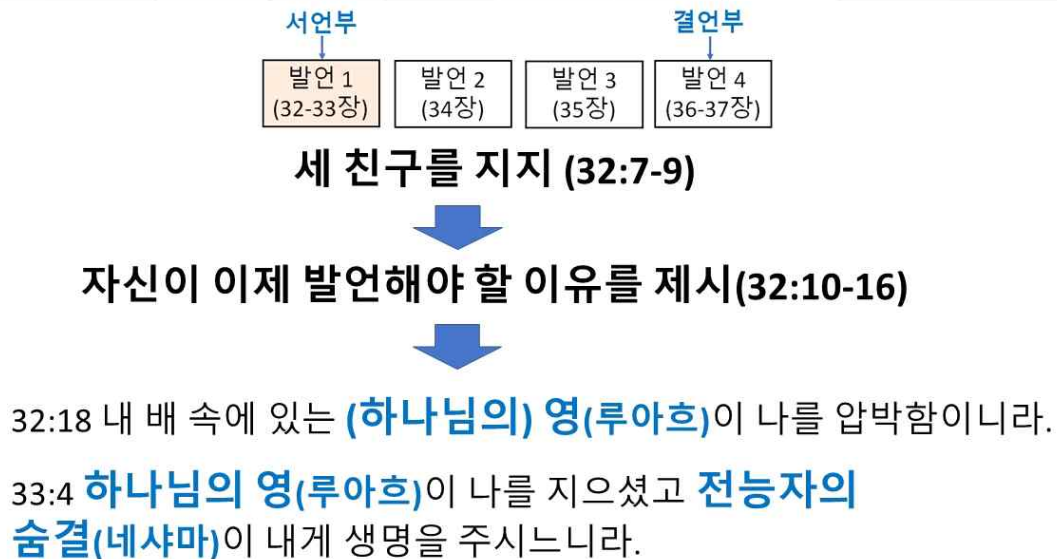 서언부 결언부
발언 1 발언 2 발언 3 발언 4
(32-33장) (34장) (35장) (36-37장)
세 친구를 지지 (32:7-9)
자신이 이제 발언해야 할 이유를 제시(32:10-16)
32:18 내 배 속에 있는 (하나님의) 영(루아흐)이 나를 압박함이니라.
33:4 하나님의 영(루아흐)이 나를 지으셨고 전능자의
숨결(네샤마)이 내게 생명을 주시느니라.